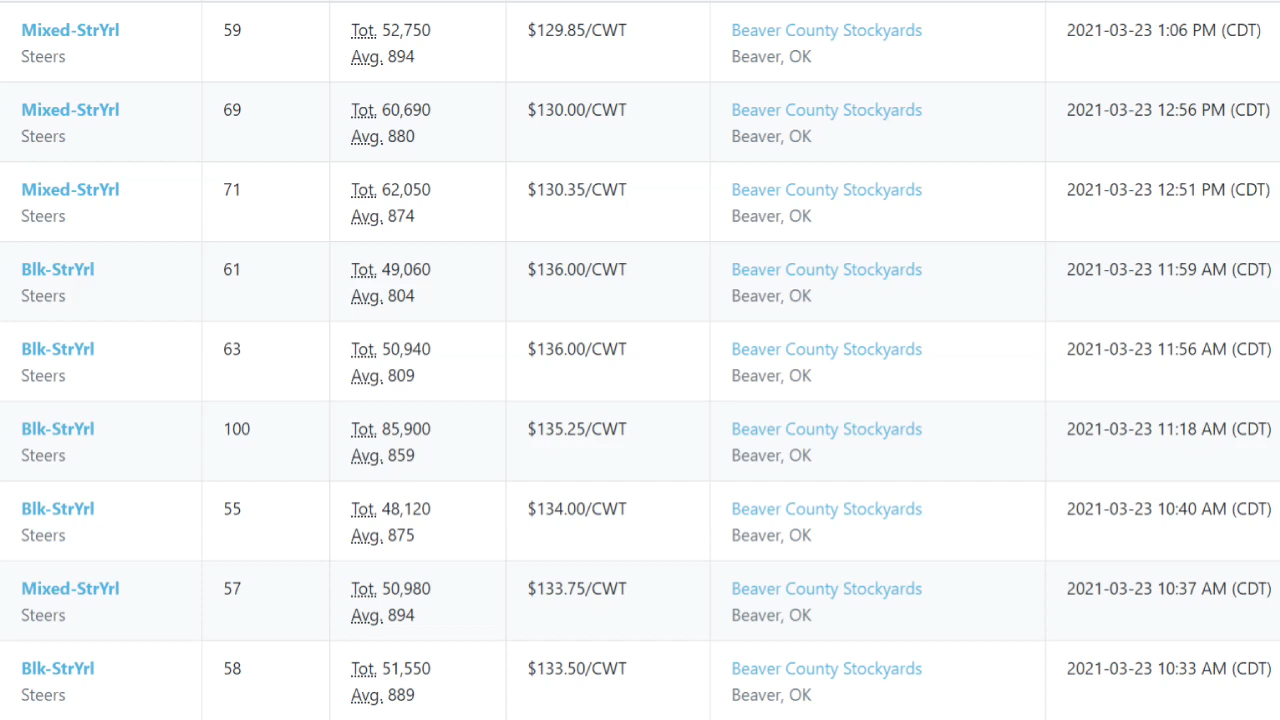 Mixed-StrYrl 59 Tot. 52,750 $129.85/CWT Beaver County Stockyards 2021-03-23 1:06 PM (CDT)
Steers Avg. 894 Beaver, OK
Mixed-StrYrl 69 Tot. 60,690 $130.00/CWT Beaver County Stockyards 2021-03-23 12:56 PM (CDT)
Steers Avg. 880 Beaver, OK
Mixed-StrYrl 71 Tot. 62,050 $130.35/CWT Beaver County Stockyards 2021-03-23 12:51 PM (CDT)
Steers Avg. 874 Beaver, OK
Blk-StrYrl 61 Tot. 49,060 $136.00/CWT Beaver County Stockyards 2021-03-23 11:59 AM (CDT)
Steers Avg. 804 Beaver, OK
Blk-StrYrl 63 Tot. 50,940 $136.00/CWT Beaver County Stockyards 2021-03-23 11:56 AM (CDT)
Steers Avg. 809 Beaver, OK
Blk-StrYrl 100 Tot. 85,900 $135.25/CWT Beaver County Stockyards 2021-03-23 11:18 AM (CDT)
Steers Avg. 859 Beaver, OK
Blk-StrYrl 55 Tot. 48,120 $134.00/CWT Beaver County Stockyards 2021-03-23 10:40 AM (CDT)
Steers Avg. 875 Beaver, OK
Mixed-StrYrl 57 Tot. 50,980 $133.75/CWT Beaver County Stockyards 2021-03-23 10:37 AM (CDT)
Steers Avg. 894 Beaver, OK
Blk-StrYrl 58 Tot. 51,550 $133.50/CWT Beaver County Stockyards 2021-03-23 10:33 AM (CDT)
Steers Avg. 889 Beaver, OK